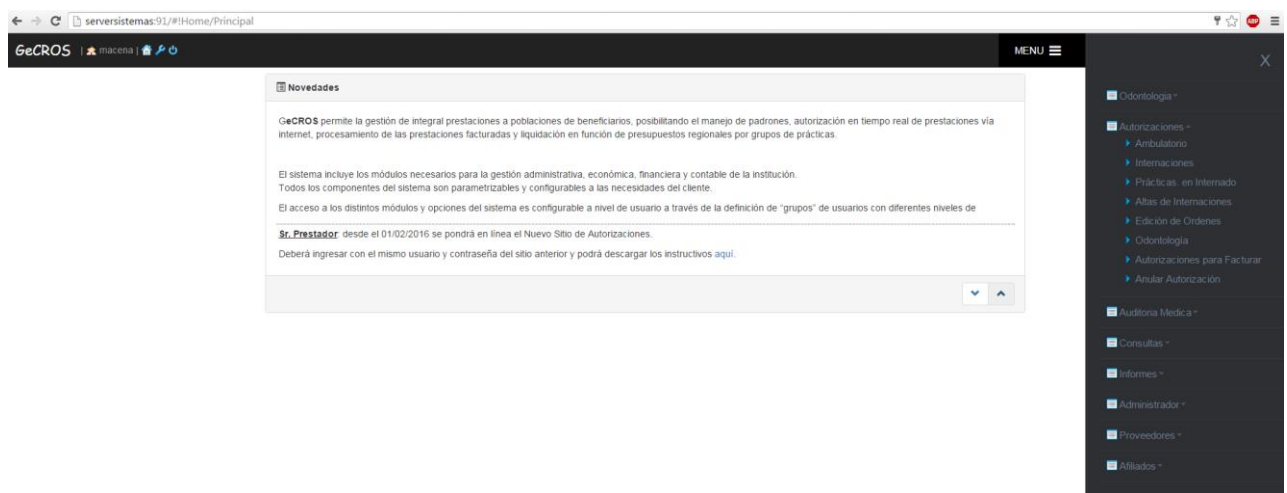 serversistemas:91/#!Home/Principal
ABP
GeCROS | macena |
MENU
X
Novedades
GeCROS permite la gestión de integral prestaciones a poblaciones de beneficiarios, posibilitando el manejo de padrones, autorización en tiempo real de prestaciones vía
internet, procesamiento de las prestaciones facturadas y liquidación en función de presupuestos regionales por grupos de prácticas.
El sistema incluye los módulos necesarios para la gestión administrativa, económica, financiera y contable de la institución.
Todos los componentes del sistema son parametrizables y configurables a las necesidades del cliente.
El acceso a los distintos módulos y opciones del sistema es configurable a nivel de usuario a través de la definición de "grupos" de usuarios con diferentes niveles de
Sr. Prestador: desde el 01/02/2016 se pondrá en línea el Nuevo Sitio de Autorizaciones.
Deberá ingresar con el mismo usuario y contraseña del sitio anterior y podrá descargar los instructivos aquí.
Odontologia
Autorizaciones
Ambulatorio
Internaciones
Prácticas. en Internado
Altas de Internaciones
Edición de Ordenes
Odontología
Autorizaciones para Facturar
Anular Autorización
Auditoria Medica
Consultas
Informes
Administrador
Proveedores
Afiliados